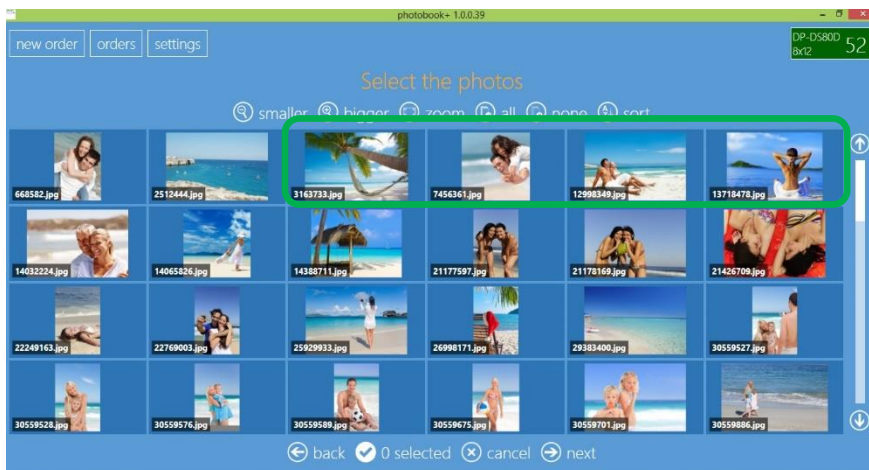 photobook+ 1.0.0.39
new order orders settings
DP-DS80D
8x12
52
Select the photos
smaller bigger zoom all none sort
668582.jpg 2512444.jpg 3163733.jpg 7456361.jpg 12998349.jpg 13718478.jpg
14032224.jpg 14065826.jpg 14388711.jpg 21177597.jpg 21178169.jpg 21426709.jpg
22249163.jpg 22769003.jpg 25929933.jpg 26998171.jpg 29383400.jpg 30559527.jpg
30559528.jpg 30559576.jpg 30559589.jpg 30559675.jpg 30559701.jpg 30559886.jpg
back 0 selected cancel next